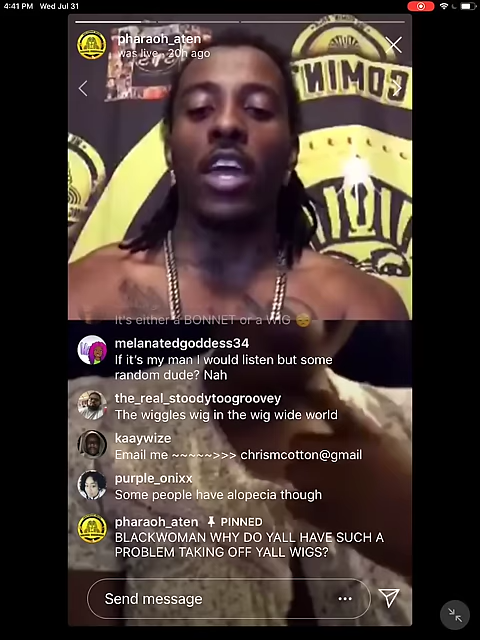 4:41 PM Wed Jul 31
pharaoh_aten
was live · 20h ago
COMIN
It's either a BONNET or a WIG 😴
melanatedgoddess34
If it's my man I would listen but some
random dude? Nah
the_real_stoodytoogroovey
The wiggles wig in the wig wide world
kaaywize
Email me ~~~~~>>> chrismcotton@gmail
purple_onixx
Some people have alopecia though
pharaoh_aten PINNED
BLACKWOMAN WHY DO YALL HAVE SUCH A
PROBLEM TAKING OFF YALL WIGS?
Send message